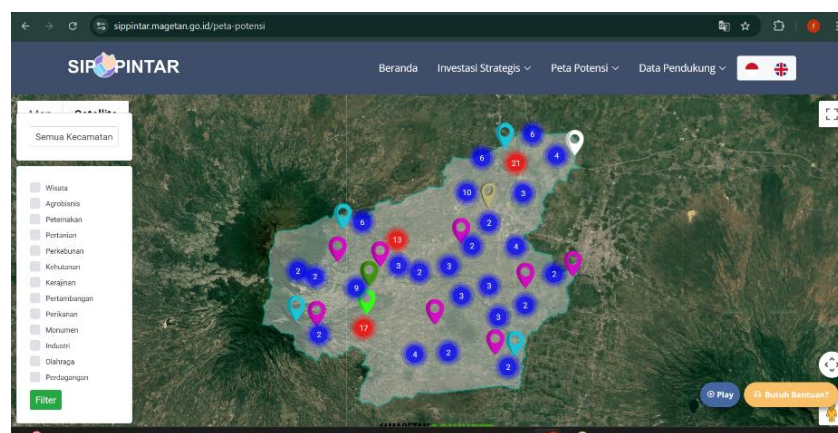 sippintar.magetan.go.id/peta-potensi
SIPPINTAR
Beranda
Investasi Strategis
Peta Potensi
Data Pendukung
Satellite
Semua Kecamatan
Wisata
Agrobisnis
Peternakan
Pertanian
Perkebunan
Kehutanan
Kerajinan
Pertambangan
Perikanan
Monumen
Industri
Olahraga
Perdagangan
Filter
6
6
21
4
10
3
2
6
13
2
4
3
2
3
2
2
2
9
3
3
2
3
17
2
4
2
2
Play
Butuh Bantuan?